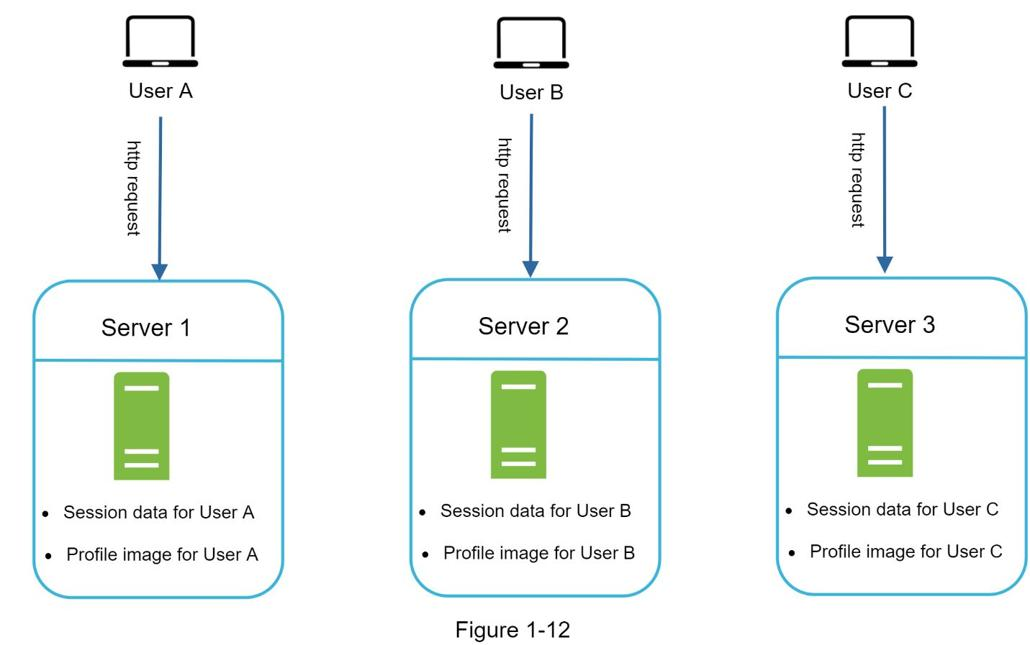 User A
User B
User C
http request
http request
http request
Server 1
Server 2
Server 3
• Session data for User A
• Profile image for User A
• Session data for User B
• Profile image for User B
• Session data for User C
• Profile image for User C
Figure 1-12